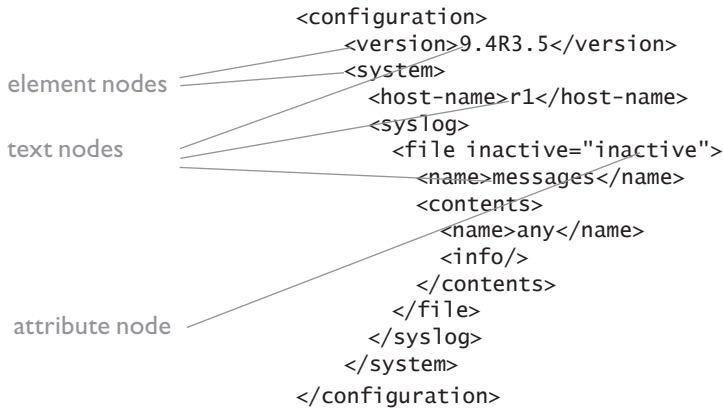 <configuration>
<version>9.4R3.5</version>
<system>
element nodes
<host-name>r1</host-name>
<syslog>
text nodes
<file inactive="inactive">
<name>messages</name>
<contents>
<name>any</name>
<info/>
</contents>
</file>
attribute node
</syslog>
</system>
</configuration>